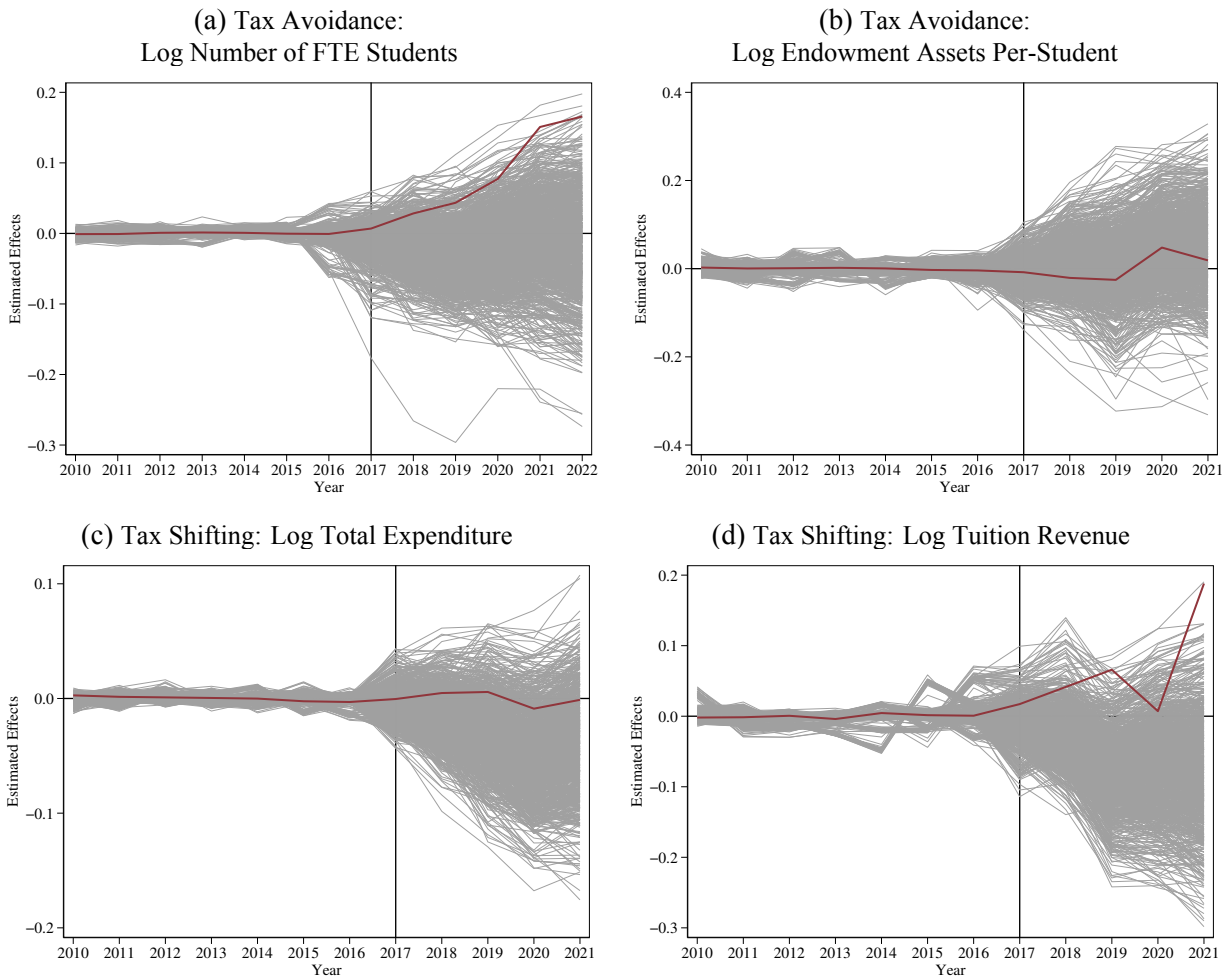 (a) Tax Avoidance:
Log Number of FTE Students
0.2
0.1
0.0
−0.1
−0.2
−0.3
Estimated Effects
2010 2011 2012 2013 2014 2015 2016 2017 2018 2019 2020 2021 2022
Year
(b) Tax Avoidance:
Log Endowment Assets Per-Student
0.4
0.2
0.0
−0.2
−0.4
Estimated Effects
2010 2011 2012 2013 2014 2015 2016 2017 2018 2019 2020 2021
Year
(c) Tax Shifting: Log Total Expenditure
0.1
0.0
−0.1
−0.2
Estimated Effects
2010 2011 2012 2013 2014 2015 2016 2017 2018 2019 2020 2021
Year
(d) Tax Shifting: Log Tuition Revenue
0.2
0.1
0.0
−0.1
−0.2
−0.3
Estimated Effects
2010 2011 2012 2013 2014 2015 2016 2017 2018 2019 2020 2021
Year